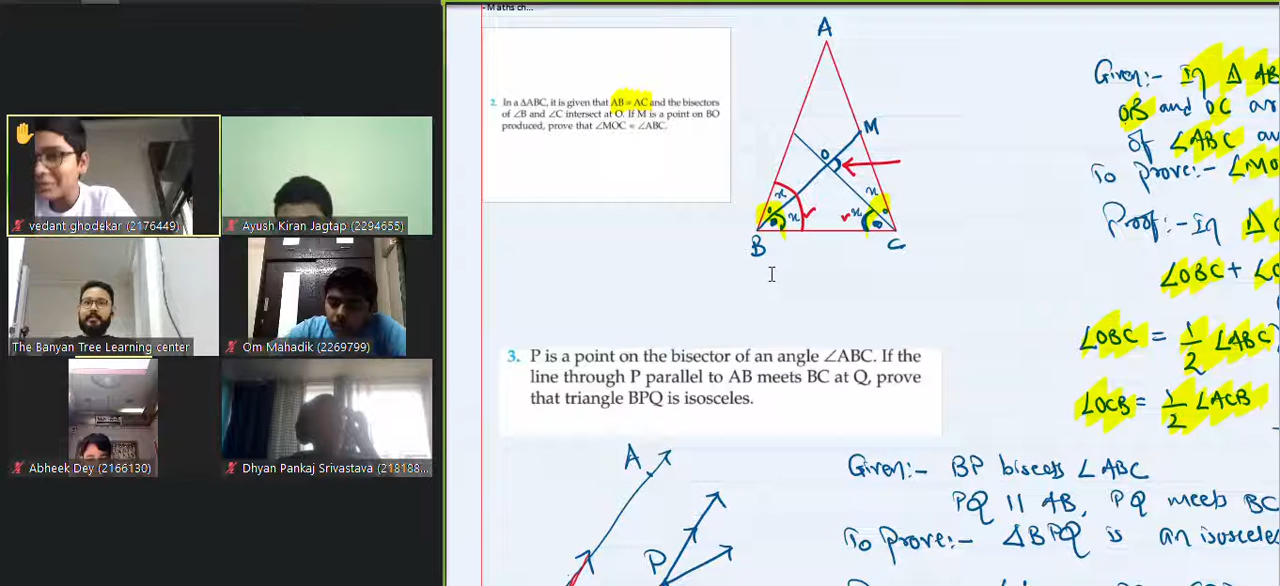 - Maths ch...
2. In a ΔABC, it is given that AB = AC and the bisectors
of ∠B and ∠C intersect at O. If M is a point on BO
produced, prove that ∠MOC = ∠ABC.
A
M
O
x
x
x
x
B
C
Given:- In Δ AB
OB and OC ar
of ∠ABC an
To prove:- ∠MO
Proof:- In Δ
∠OBC + ∠
∠OBC = 1/2 ∠ABC
∠OCB = 1/2 ∠ACB
3. P is a point on the bisector of an angle ∠ABC. If the
line through P parallel to AB meets BC at Q, prove
that triangle BPQ is isosceles.
A
P
Given:- BP bisects ∠ABC
PQ || AB, PQ meets BC
To prove:- ΔBPQ is an isosceles
vedant ghodekar (2176449)
Ayush Kiran Jagtap (2294655)
The Banyan Tree Learning center
Om Mahadik (2269799)
Abheek Dey (2166130)
Dhyan Pankaj Srivastava (218188...